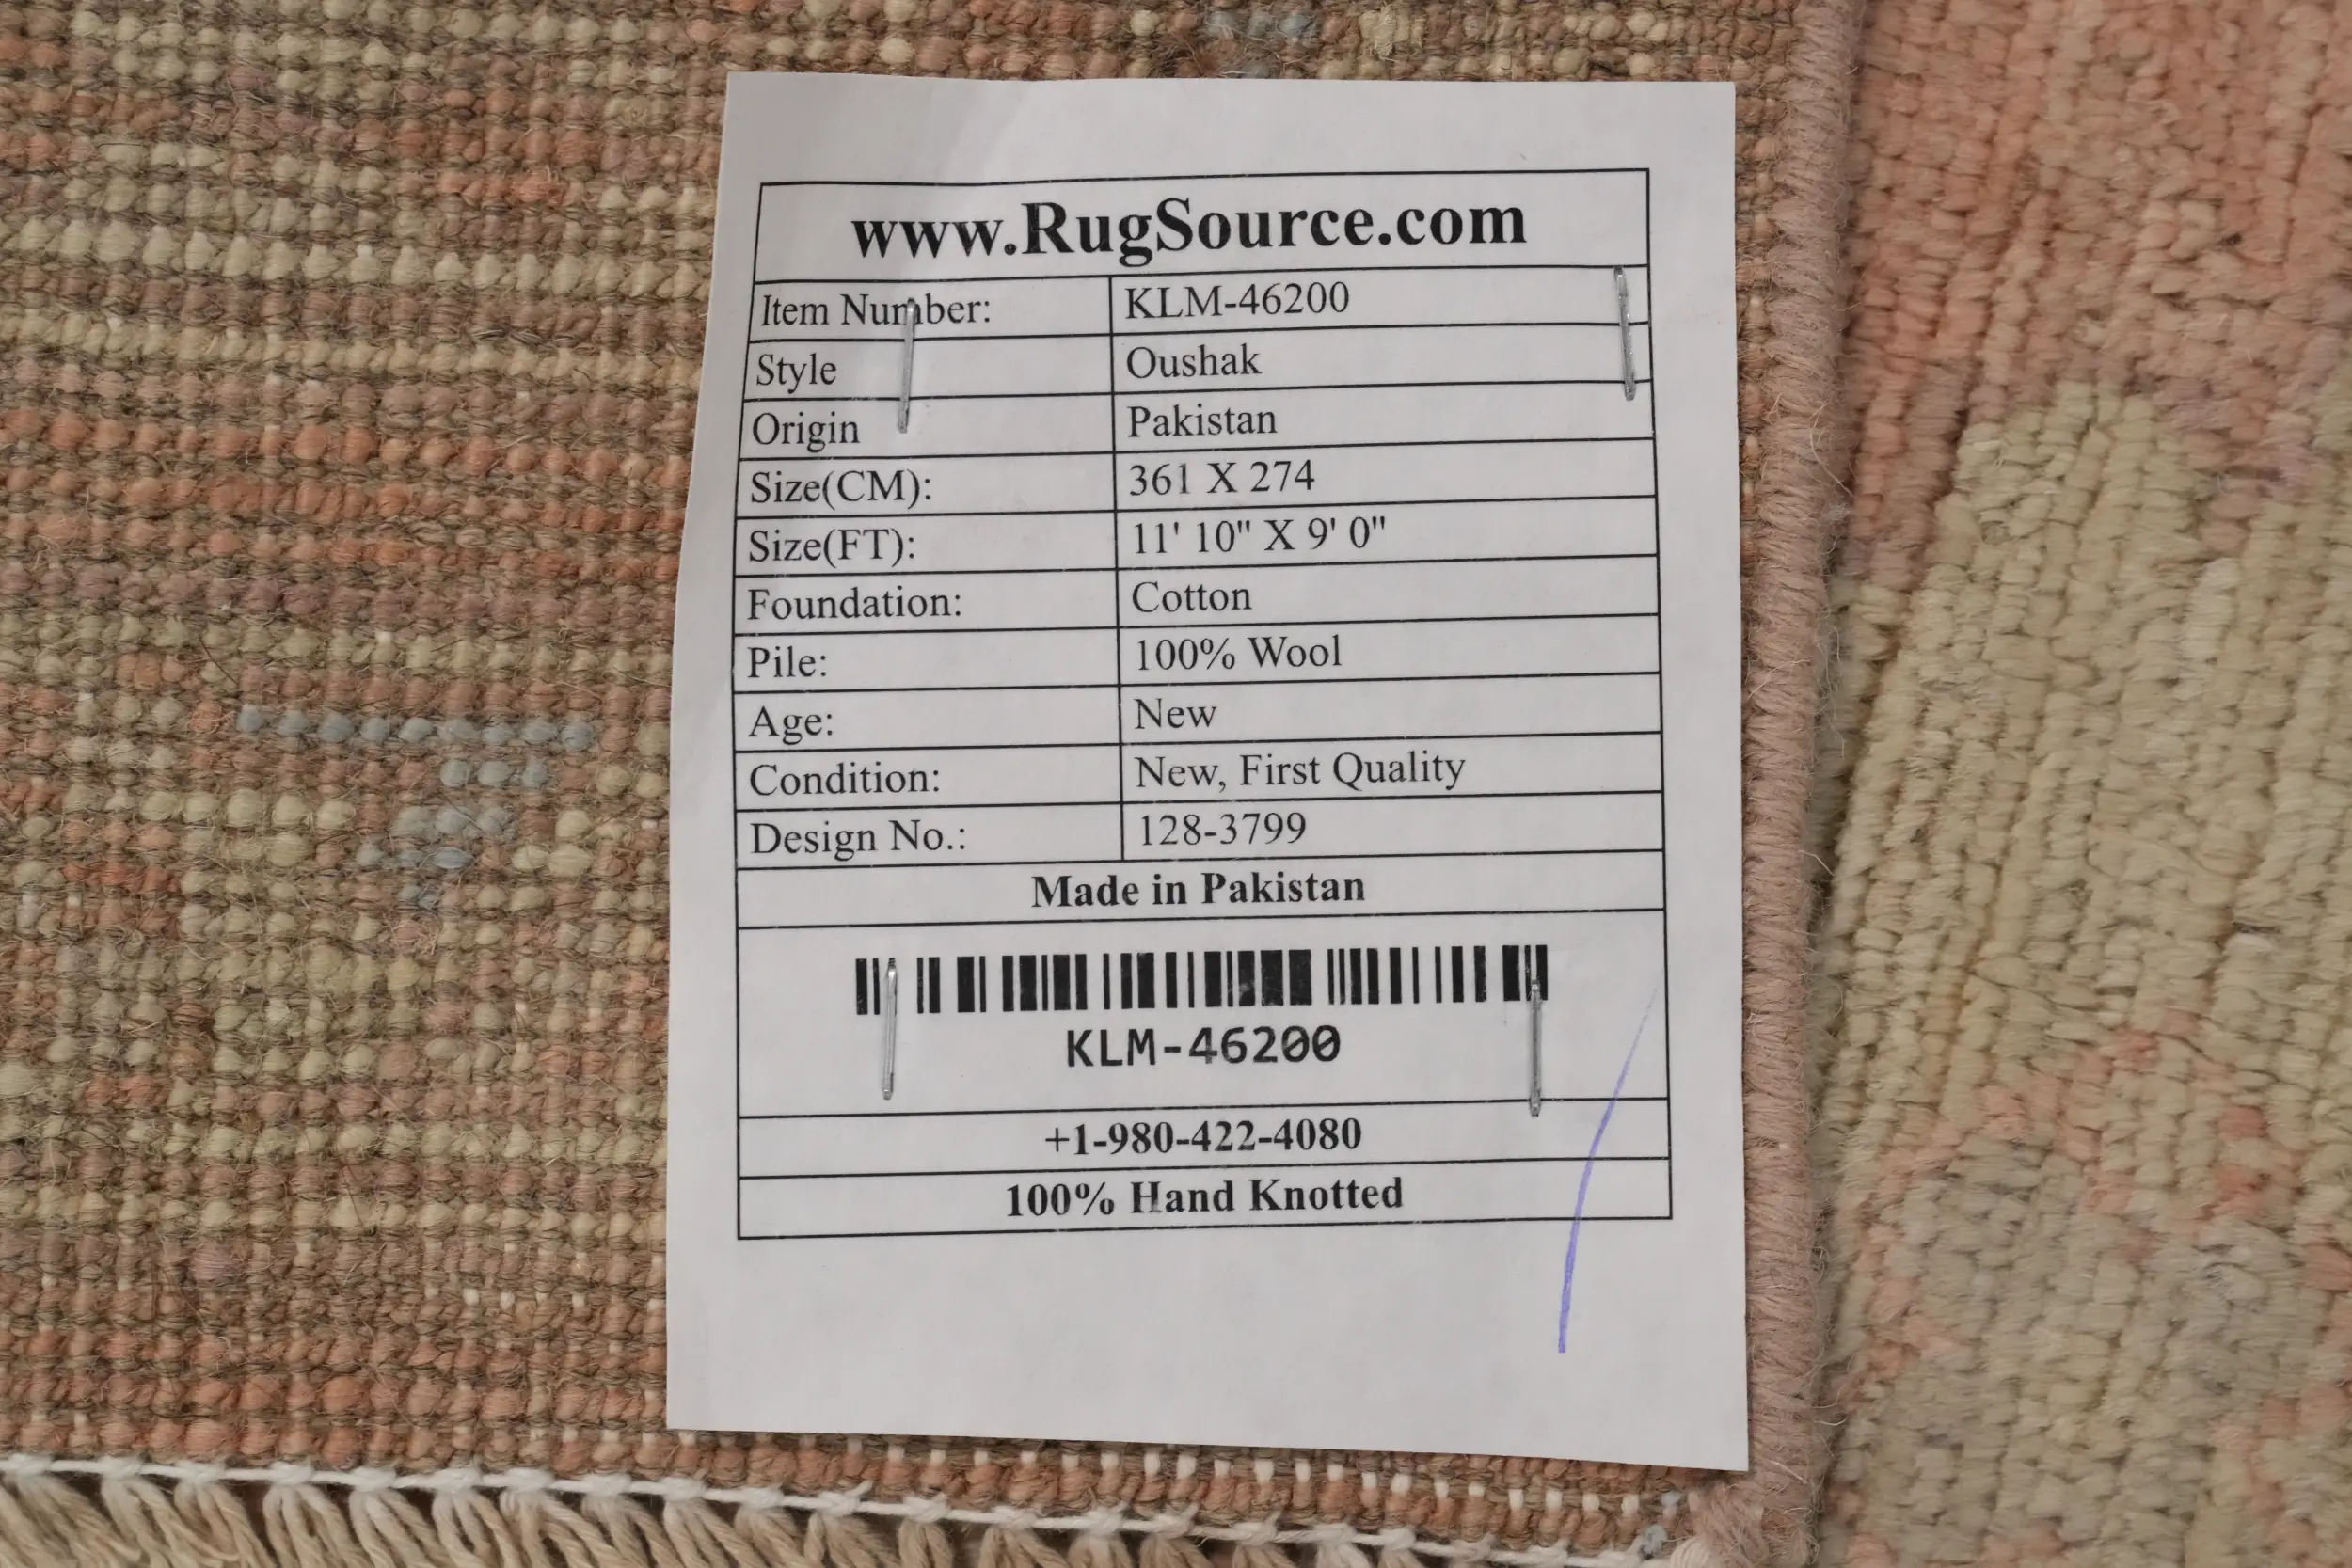 www.RugSource.com
Item Number: KLM-46200
Style Oushak
Origin Pakistan
Size(CM): 361 X 274
Size(FT): 11' 10" X 9' 0"
Foundation: Cotton
Pile: 100% Wool
Age: New
Condition: New, First Quality
Design No.: 128-3799
Made in Pakistan
KLM-46200
+1-980-422-4080
100% Hand Knotted